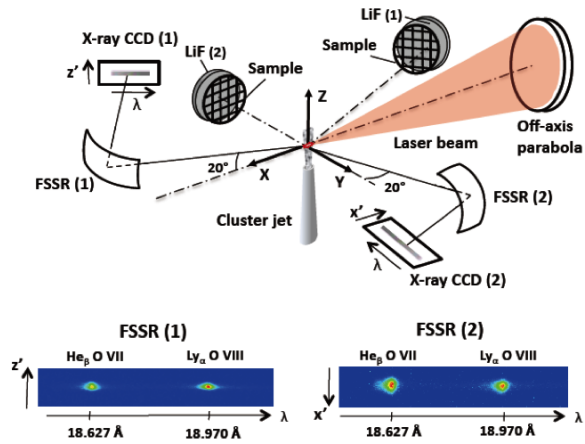 X-ray CCD (1)
z'
λ
LiF (2)
Sample
LiF (1)
Sample
Z
Off-axis
parabola
Laser beam
FSSR (1)
20°
X
Y
20°
FSSR (2)
Cluster jet
x'
λ
X-ray CCD (2)
FSSR (1)
FSSR (2)
z'
Heβ O VII
Lyα O VIII
λ
18.627 Å
18.970 Å
x'
Heβ O VII
Lyα O VIII
λ
18.627 Å
18.970 Å